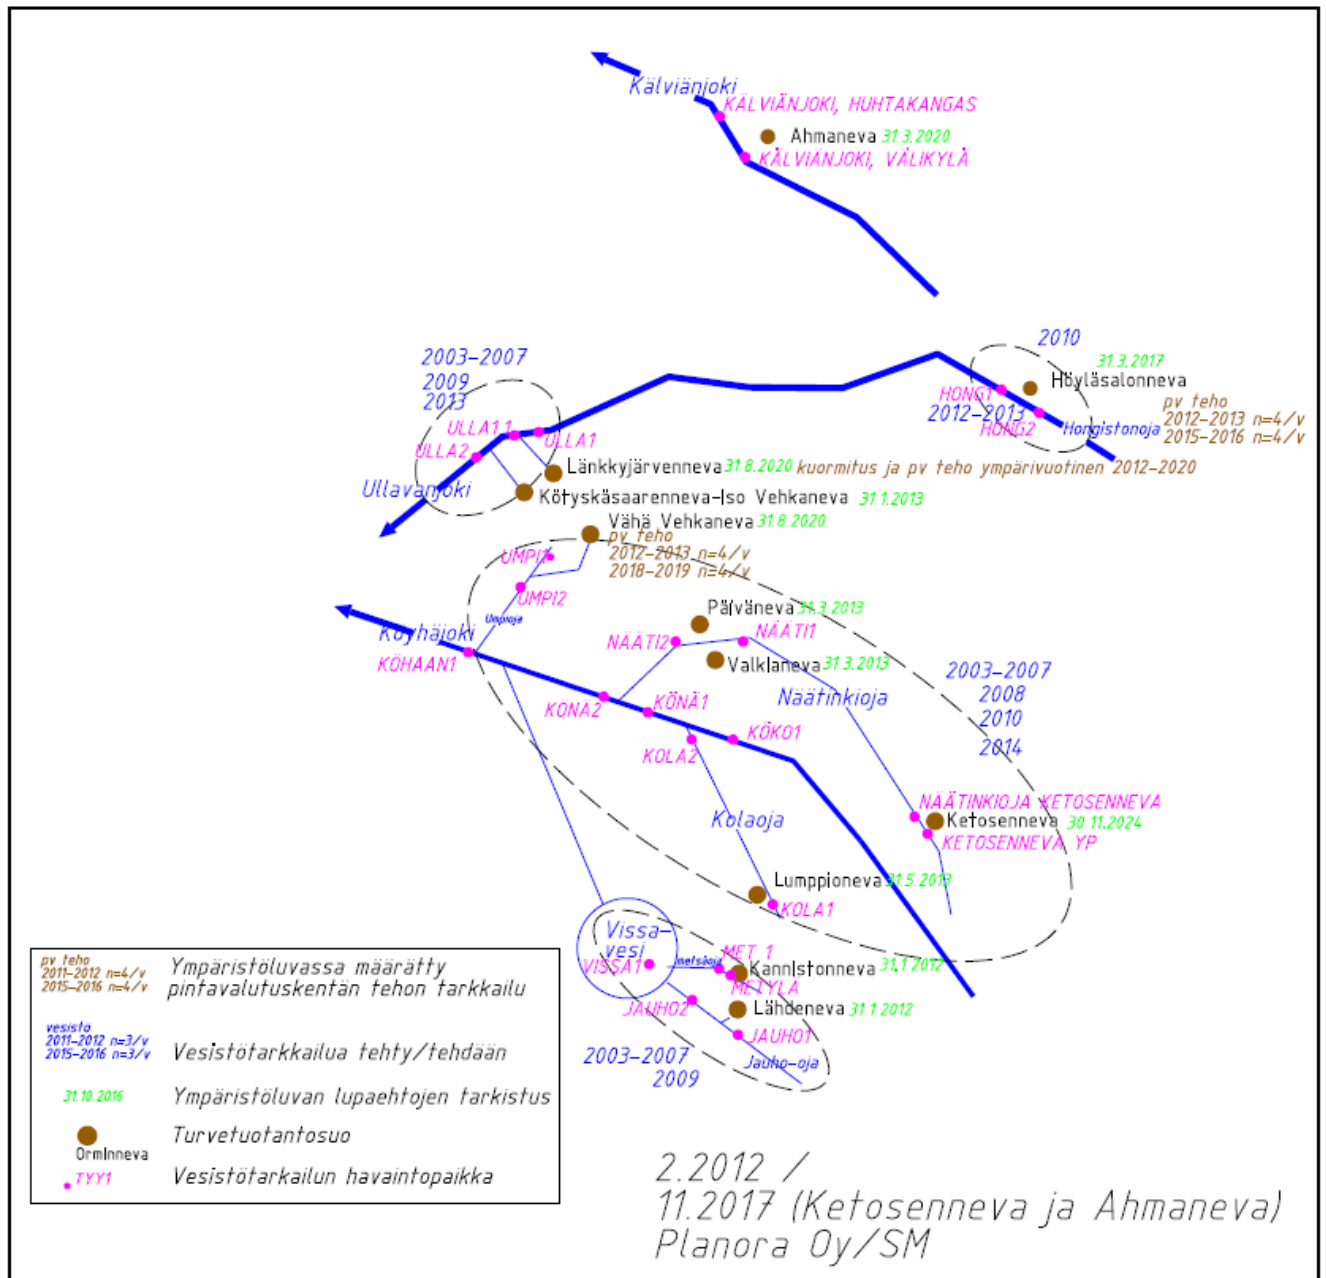 Kälviänjoki
KÄLVIÄNJOKI, HUHTAKANGAS
Ahmaneva 31.3.2020
KÄLVIÄNJOKI, VÄLIKYLÄ
2010
31.3.2017
Höyläsalonneva
HONG1
2012-2013
HONG2
Hongistonoja
pv teho
2012-2013 n=4/v
2015-2016 n=4/v
2003-2007
2009
2013
ULLA1.1
ULLA1
ULLA2
Ullavanjoki
Länkkyjärvenneva 31.8.2020 kuormitus ja pv teho ympärivuotinen 2012-2020
Kötyskäsaarenneva-Iso Vehkaneva 31.1.2013
Vähä Vehkaneva 31.8.2020
pv teho
2012-2013 n=4/v
2018-2019 n=4/v
UMPI1
UMPI2
Umpioja
Köyhäjoki
KÖHAAN1
Päiväneva 31.3.2013
NÄÄTI2
NÄÄTI1
Valkianeva 31.3.2013
Näätinkioja
2003-2007
2008
2010
2014
KONA2
KÖNÄ1
KÖKO1
KOLA2
Kolaoja
NÄÄTINKIOJA KETOSENNEVA
Ketosenneva 30.11.2024
KETOSENNEVA YP
Lumppioneva 31.5.2013
KOLA1
Vissa-
vesi
VISSA1
metsäoja
MET 1
Kannistonneva 31.1.2012
METYLÄ
JAUHO2
Lähdeneva 31.1.2012
JAUHO1
Jauho-oja
2003-2007
2009
pv teho
2011-2012 n=4/v
2015-2016 n=4/v
Ympäristöluvassa määrätty
pintavalutuskentän tehon tarkkailu
vesistö
2011-2012 n=3/v
2015-2016 n=3/v
Vesistötarkkailua tehty/tehdään
31.10.2016
Ympäristöluvan lupaehtojen tarkistus
Turvetuotantosuo
Orminneva
TYY1
Vesistötarkailun havaintopaikka
2.2012 /
11.2017 (Ketosenneva ja Ahmaneva)
Planora Oy/SM